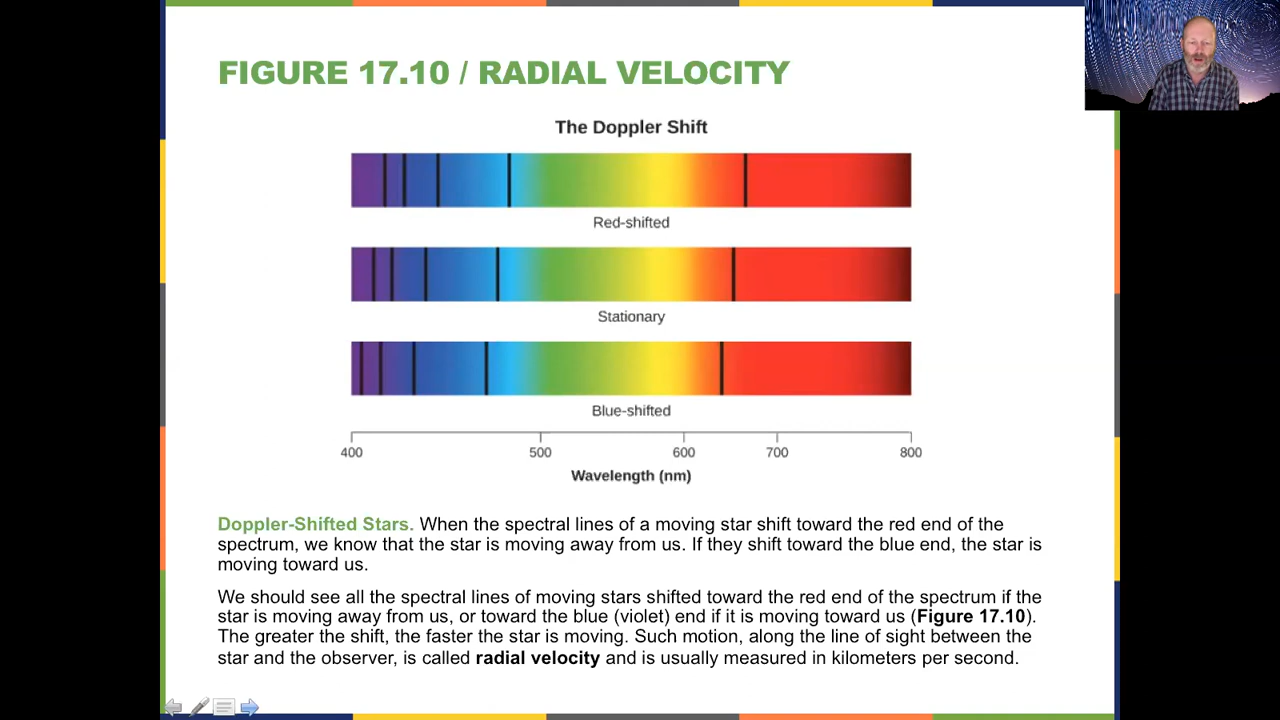 FIGURE 17.10 / RADIAL VELOCITY
The Doppler Shift
Red-shifted
Stationary
Blue-shifted
400 500 600 700 800
Wavelength (nm)
Doppler-Shifted Stars. When the spectral lines of a moving star shift toward the red end of the
spectrum, we know that the star is moving away from us. If they shift toward the blue end, the star is
moving toward us.
We should see all the spectral lines of moving stars shifted toward the red end of the spectrum if the
star is moving away from us, or toward the blue (violet) end if it is moving toward us (Figure 17.10).
The greater the shift, the faster the star is moving. Such motion, along the line of sight between the
star and the observer, is called radial velocity and is usually measured in kilometers per second.